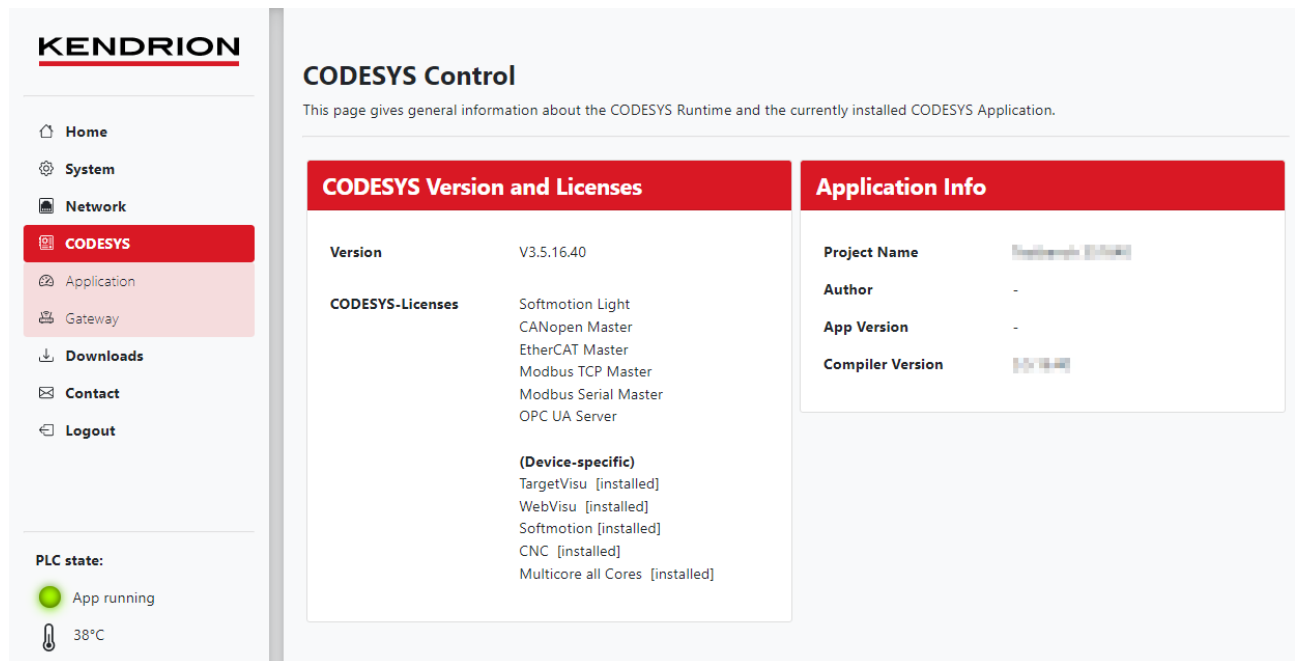 KENDRION
Home
System
Network
CODESYS
Application
Gateway
Downloads
Contact
Logout
PLC state:
App running
38°C
CODESYS Control
This page gives general information about the CODESYS Runtime and the currently installed CODESYS Application.
CODESYS Version and Licenses
Version V3.5.16.40
CODESYS-Licenses Softmotion Light
CANopen Master
EtherCAT Master
Modbus TCP Master
Modbus Serial Master
OPC UA Server
(Device-specific)
TargetVisu [installed]
WebVisu [installed]
Softmotion [installed]
CNC [installed]
Multicore all Cores [installed]
Application Info
Project Name
Author -
App Version -
Compiler Version